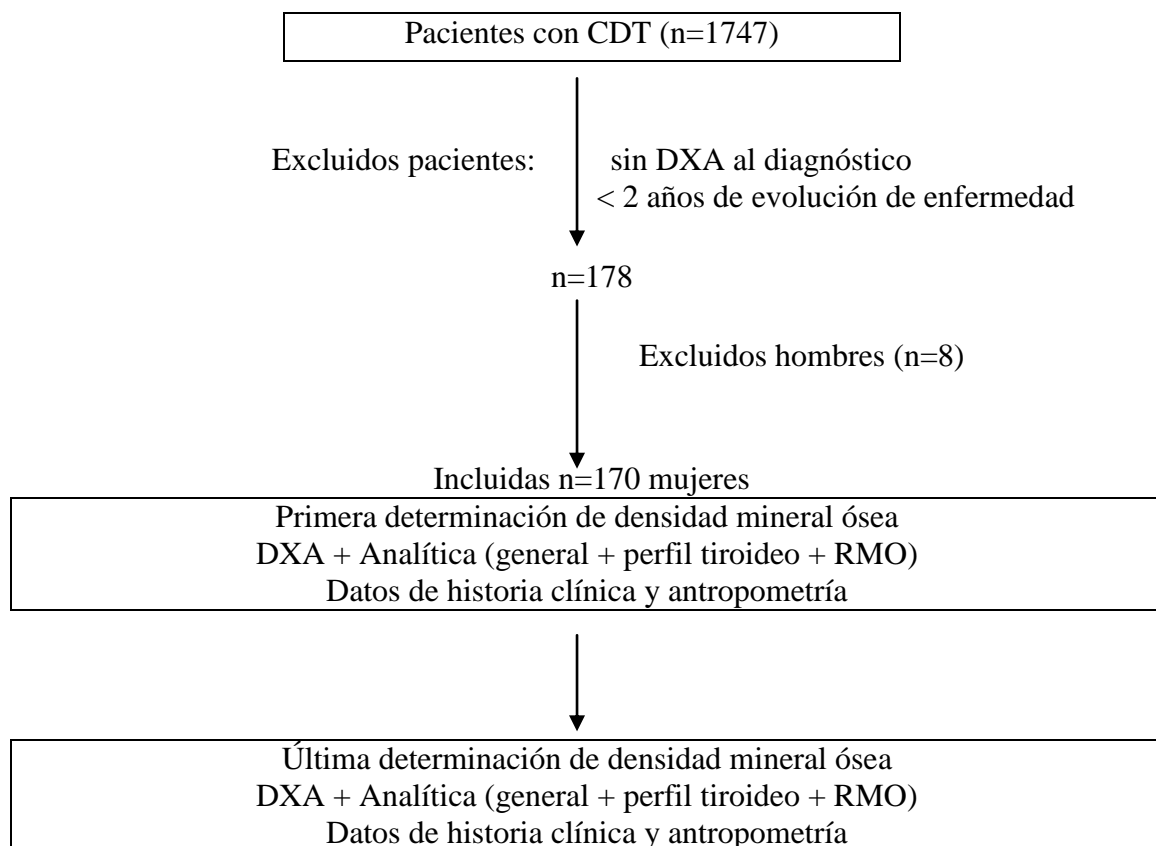 Pacientes con CDT (n=1747)
Excluidos pacientes: sin DXA al diagnóstico
< 2 años de evolución de enfermedad
n=178
Excluidos hombres (n=8)
Incluidas n=170 mujeres
Primera determinación de densidad mineral ósea
DXA + Analítica (general + perfil tiroideo + RMO)
Datos de historia clínica y antropometría
Última determinación de densidad mineral ósea
DXA + Analítica (general + perfil tiroideo + RMO)
Datos de historia clínica y antropometría